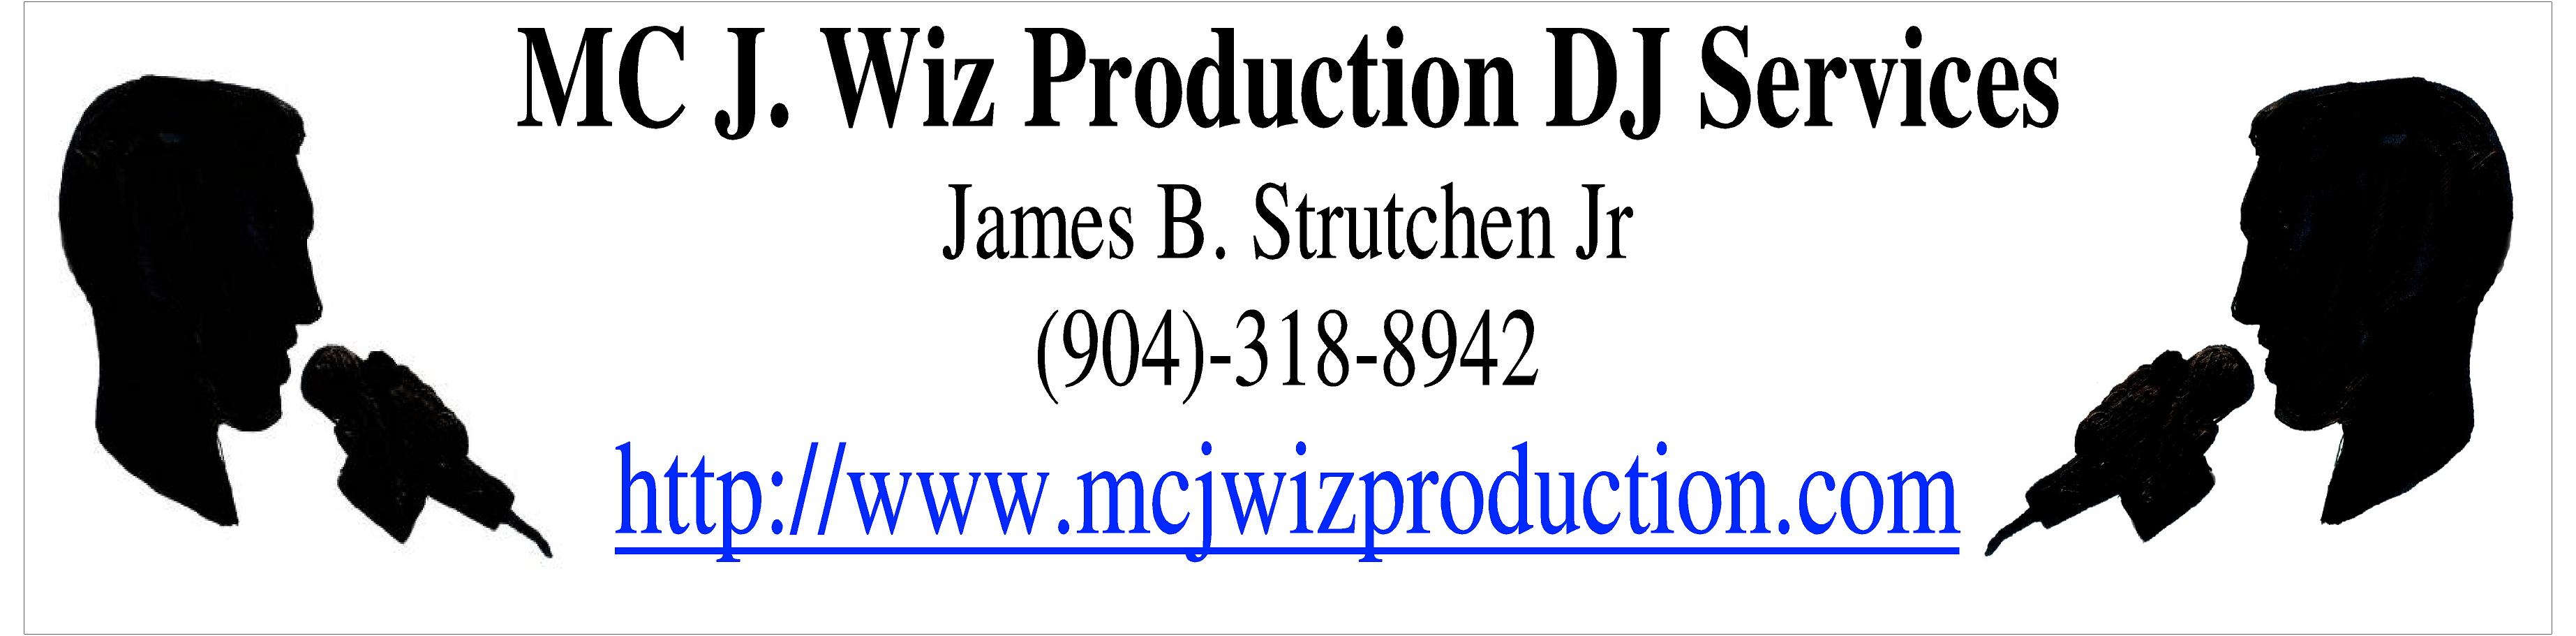 MC J. Wiz Production DJ Services
James B. Strutchen Jr
(904)-318-8942
http://www.mcjwizproduction.com